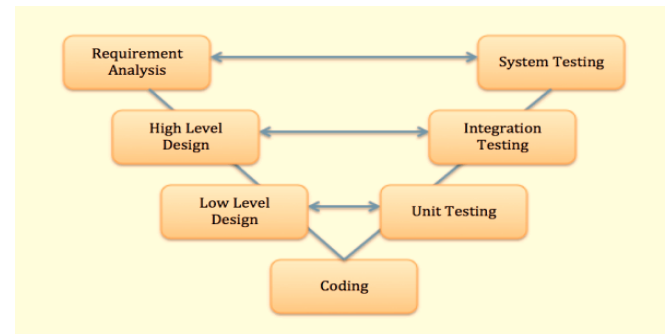 Requirement
Analysis
System Testing
High Level
Design
Integration
Testing
Low Level
Design
Unit Testing
Coding